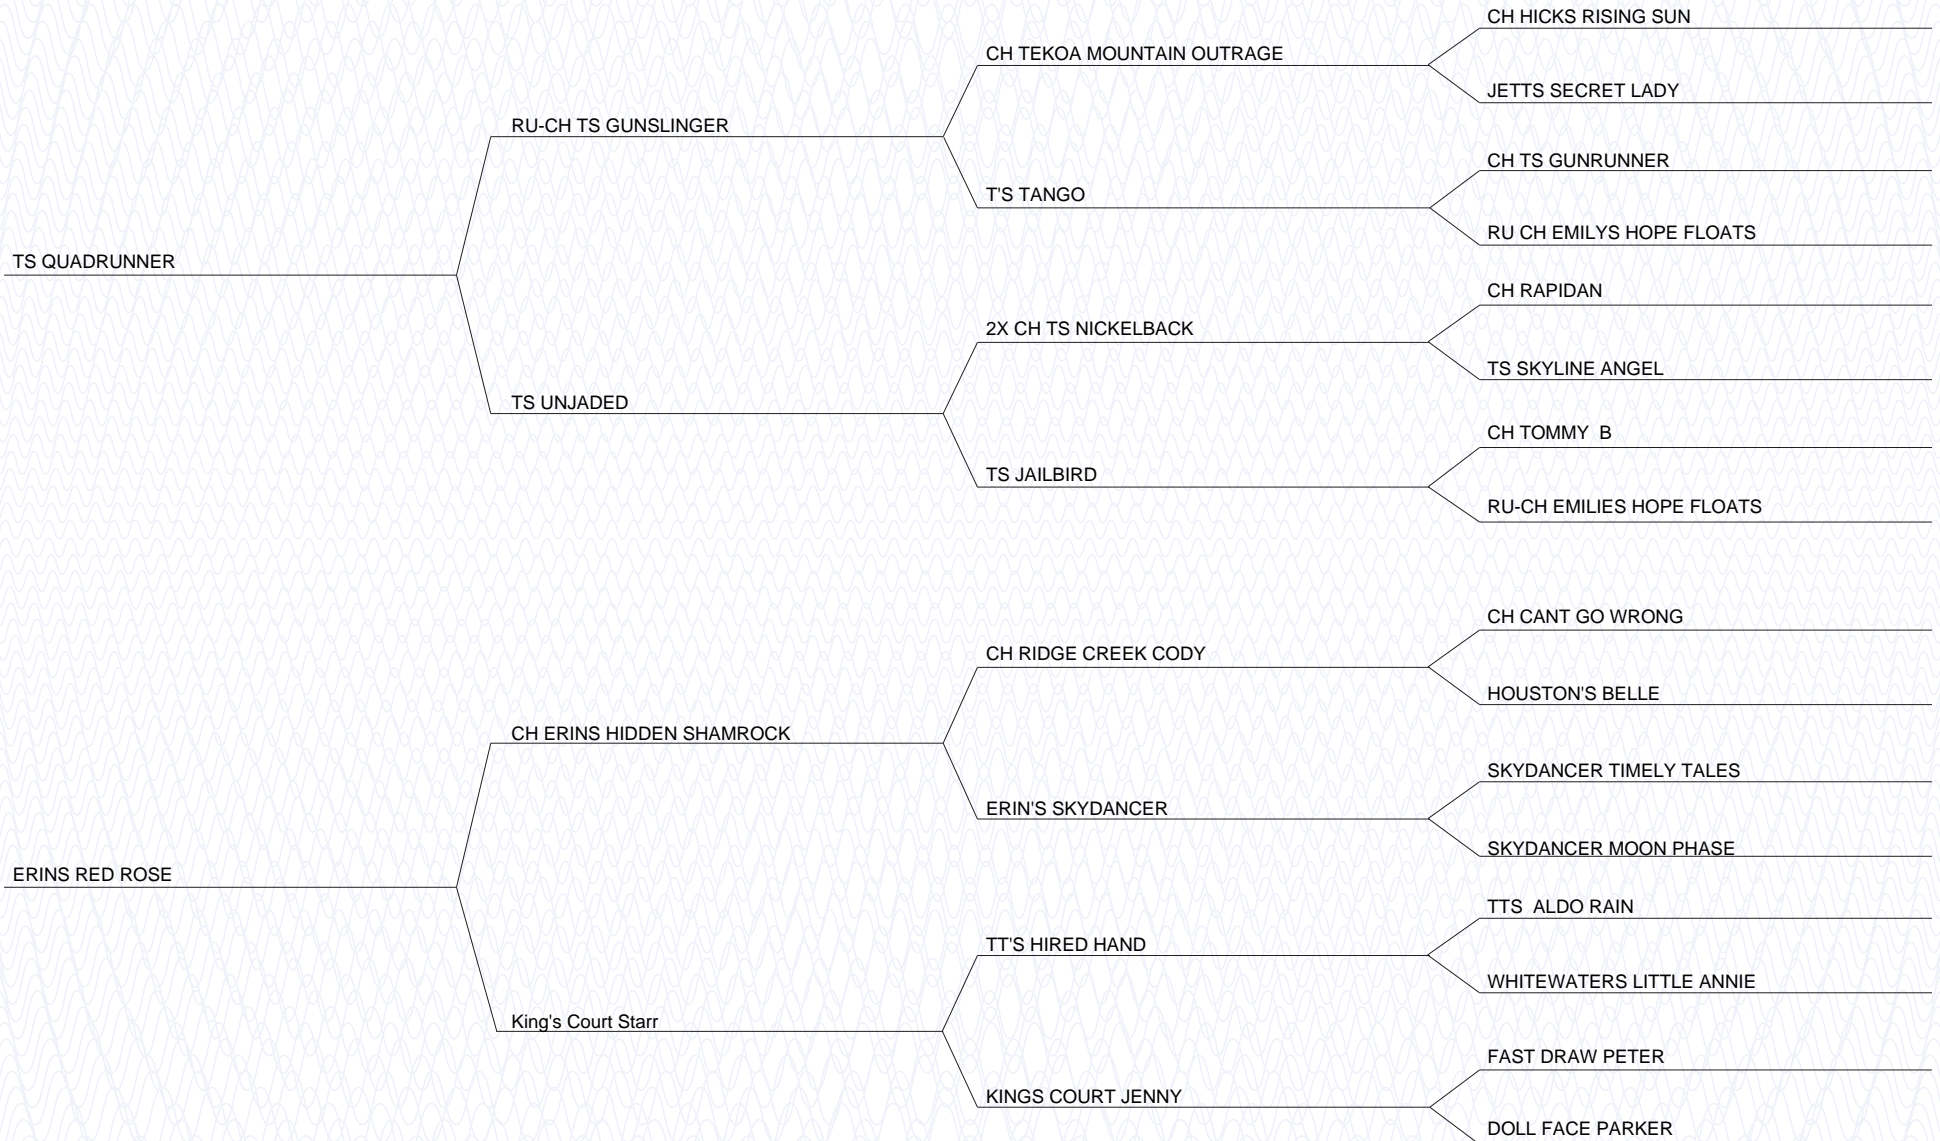 CH HICKS RISING SUN
CH TEKOA MOUNTAIN OUTRAGE
JETTS SECRET LADY
RU-CH TS GUNSLINGER
CH TS GUNRUNNER
T'S TANGO
RU CH EMILYS HOPE FLOATS
TS QUADRUNNER
CH RAPIDAN
2X CH TS NICKELBACK
TS SKYLINE ANGEL
TS UNJADED
CH TOMMY  B
TS JAILBIRD
RU-CH EMILIES HOPE FLOATS
CH CANT GO WRONG
CH RIDGE CREEK CODY
HOUSTON'S BELLE
CH ERINS HIDDEN SHAMROCK
SKYDANCER TIMELY TALES
ERIN'S SKYDANCER
SKYDANCER MOON PHASE
ERINS RED ROSE
TTS  ALDO RAIN
TT'S HIRED HAND
WHITEWATERS LITTLE ANNIE
King's Court Starr
FAST DRAW PETER
KINGS COURT JENNY
DOLL FACE PARKER